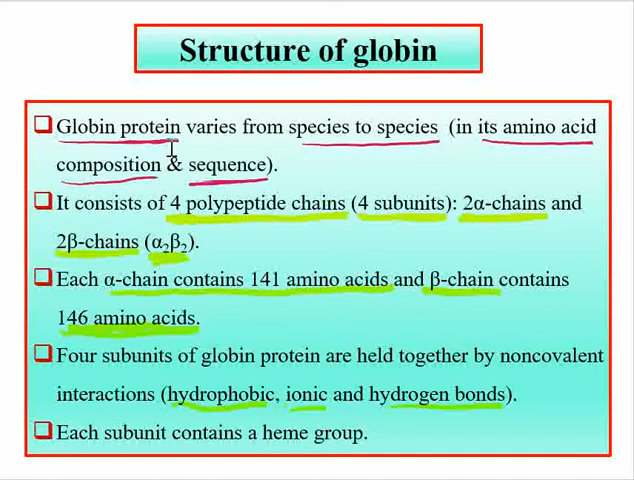 Structure of globin
❑Globin protein varies from species to species (in its amino acid
composition & sequence).
❑It consists of 4 polypeptide chains (4 subunits): 2α-chains and
2β-chains (α₂β₂).
❑Each α-chain contains 141 amino acids and β-chain contains
146 amino acids.
❑Four subunits of globin protein are held together by noncovalent
interactions (hydrophobic, ionic and hydrogen bonds).
❑Each subunit contains a heme group.